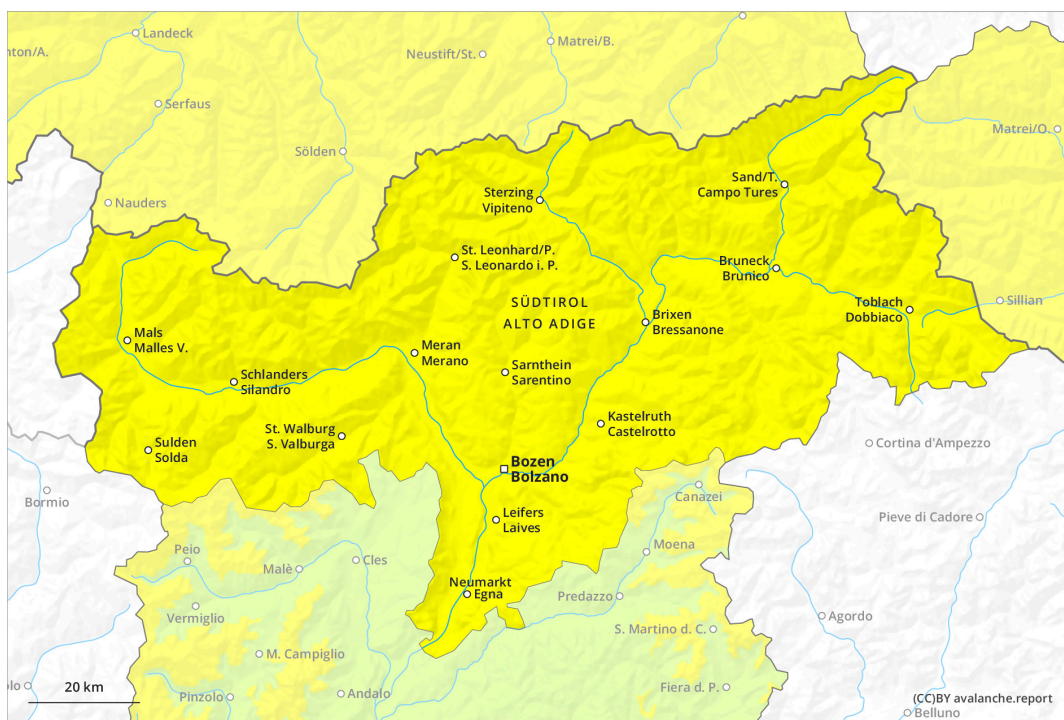 Landeck
Matrei/B.
nton/A.
Neustift/St.
Serfaus
Matrei/O.
Sölden
Sand/T.
Campo Tures
Sterzing
Vipiteno
Nauders
St. Leonhard/P.
S. Leonardo i. P.
Bruneck
Brunico
SÜDTIROL
ALTO ADIGE
Toblach
Dobbiaco
Sillian
Brixen
Bressanone
Mals
Malles V.
Meran
Merano
Sarnthein
Sarentino
Schlanders
Silandro
Kastelruth
Castelrotto
St. Walburg
S. Valburga
Sulden
Solda
Cortina d'Ampezzo
Bozen
Bolzano
Bormio
Canazei
Leifers
Laives
Pieve di Cadore
Peio
Moena
Cles
Malè
Neumarkt
Egna
Predazzo
Vermiglio
Agordo
S. Martino d. C.
M. Campiglio
20 km
olo
Pinzolo
Andalo
Fiera d. P.
(CC)BY avalanche.report
Belluno